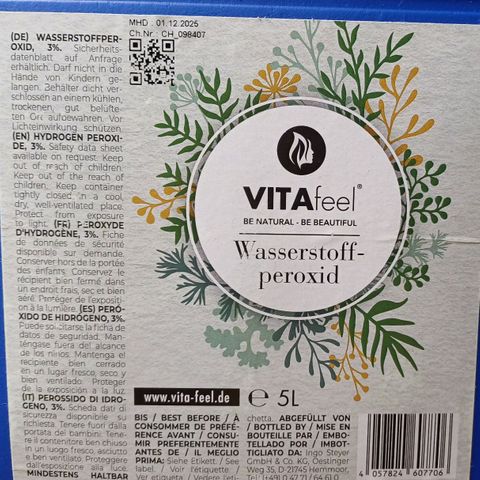 MHD : 01.12.2025
Ch.Nr.: CH_098407
(DE) WASSERSTOFFPER-
OXID, 3%. Sicherheits-
datenblatt auf Anfrage
erhältlich. Darf nicht in die
Hände von Kindern ge-
langen. Behälter dicht ver-
schlossen an einem kühlen,
trockenen, gut belüfte-
ten Ort aufbewahren. Vor
Lichteinwirkung schützen.
(EN) HYDROGEN PEROXI-
DE, 3%. Safety data sheet
available on request. Keep
out of reach of children.
Keep out of the reach of
children. Keep container
tightly closed in a cool,
dry, well-ventilated place.
Protect from exposure
to light. (FR) PEROXYDE
D'HYDROGÈNE, 3%. Fiche
de données de sécurité
disponible sur demande.
Conserver hors de la portée
des enfants. Conservez le
récipient bien fermé dans
un endroit frais, sec et bien
aéré. Protéger de l'expositi-
on à la lumière. (ES) PERÓ-
XIDO DE HIDRÓGENO, 3%.
Puede solicitarse la ficha de
datos de seguridad. Man-
téngase fuera del alcance
de los niños. Mantenga el
recipiente bien cerrado
en un lugar fresco, seco y
bien ventilado. Proteger
de la exposición a la luz.
(IT) PEROSSIDO DI IDRO-
GENO, 3%. Scheda dati di
sicurezza disponibile su
richiesta. Tenere fuori dalla
portata dei bambini. Tene-
re il contenitore ben chiuso
in un luogo fresco, asciutto
e ben ventilato. Proteggere
dall'esposizione alla luce.
MINDESTENS HALTBAR
VITAfeel®
BE NATURAL - BE BEAUTIFUL
Wasserstoff-
peroxid
www.vita-feel.de
℮ 5L
BIS / BEST BEFORE / À
CONSOMMER DE PRÉFÉ-
RENCE AVANT / CONSU-
MIR PREFERENTEMENTE
ANTES DE / IL MEGLIO
PRIMA: Siehe Etikett / See
label. / Voir l'étiquette /
Ver etiqueta. / Vedi l'eti-
chetta. ABGEFÜLLT VON
/ BOTTLED BY / MISE EN
BOUTEILLE PAR / EMBO-
TELLADO POR / IMBOT-
TIGLIATO DA: Ingo Steyer
GmbH & Co. KG, Oestinger
Weg 35, D-21745 Hemmoor,
4 057824 607706